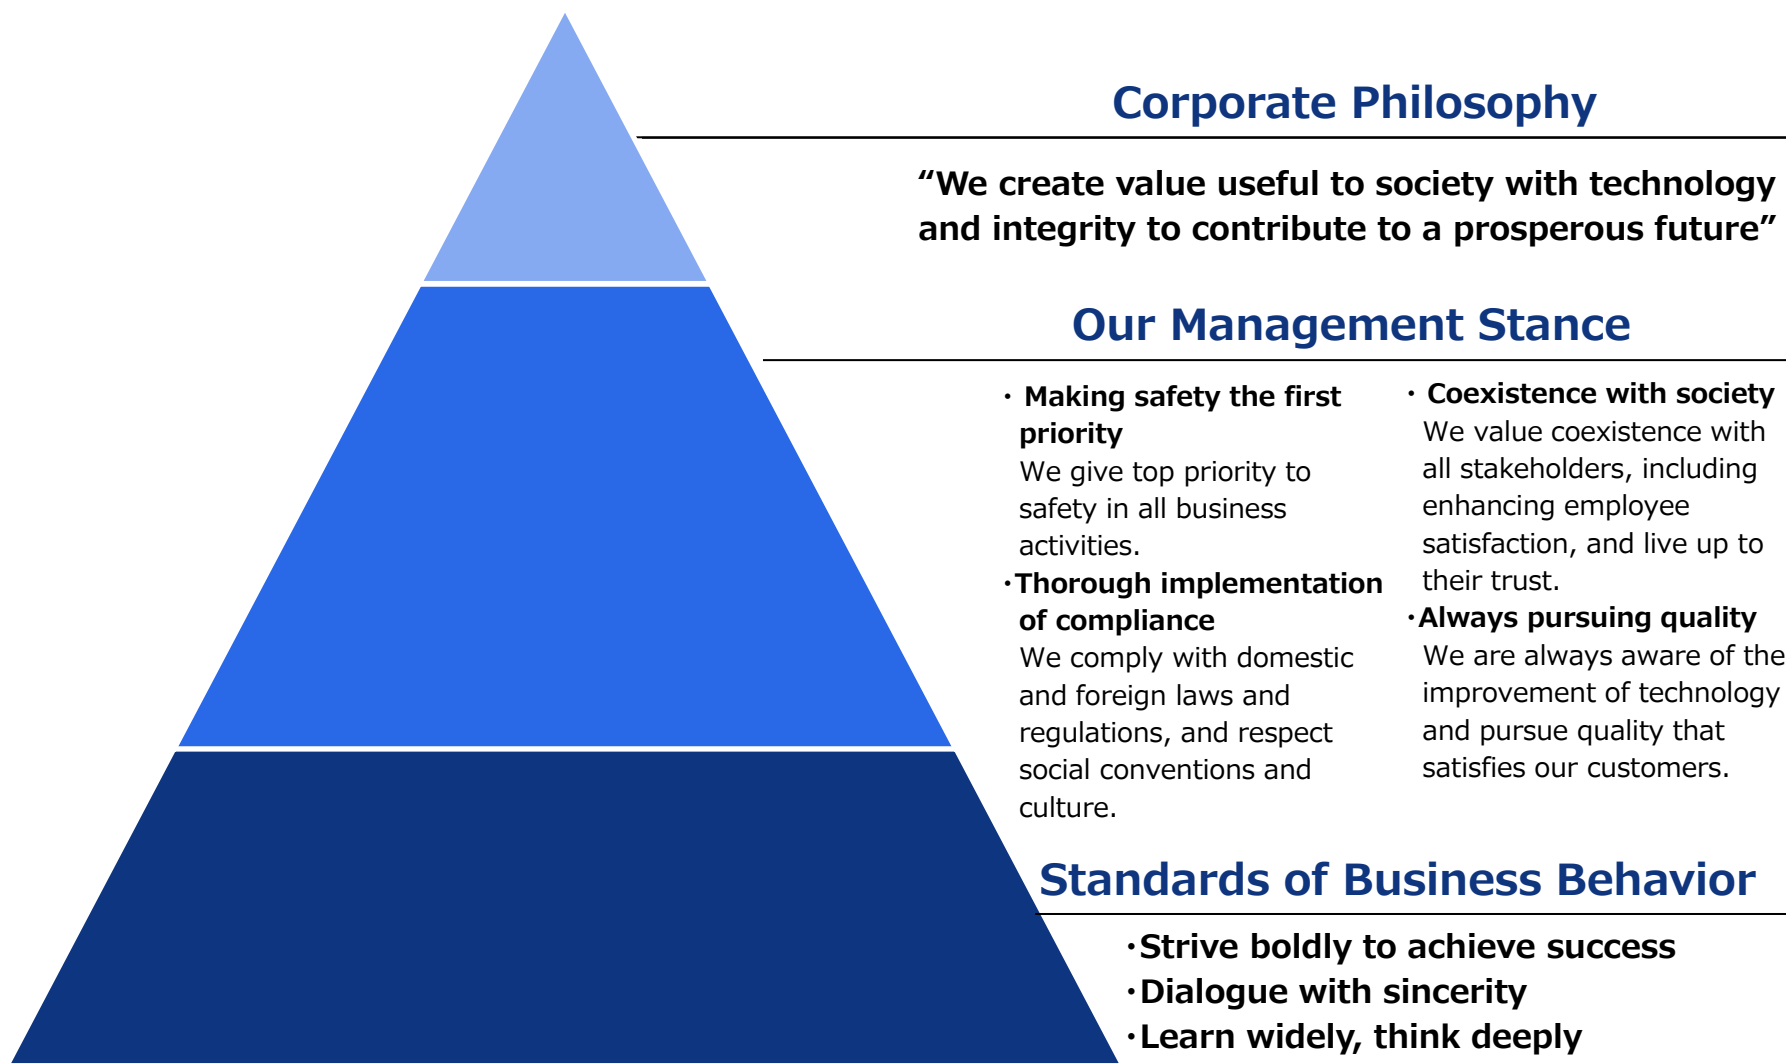 Corporate Philosophy
“We create value useful to society with technology
and integrity to contribute to a prosperous future”
Our Management Stance
・ Making safety the first
priority
We give top priority to
safety in all business
activities.
・Thorough implementation
of compliance
We comply with domestic
and foreign laws and
regulations, and respect
social conventions and
culture.
・ Coexistence with society
We value coexistence with
all stakeholders, including
enhancing employee
satisfaction, and live up to
their trust.
・Always pursuing quality
We are always aware of the
improvement of technology
and pursue quality that
satisfies our customers.
Standards of Business Behavior
・Strive boldly to achieve success
・Dialogue with sincerity
・Learn widely, think deeply